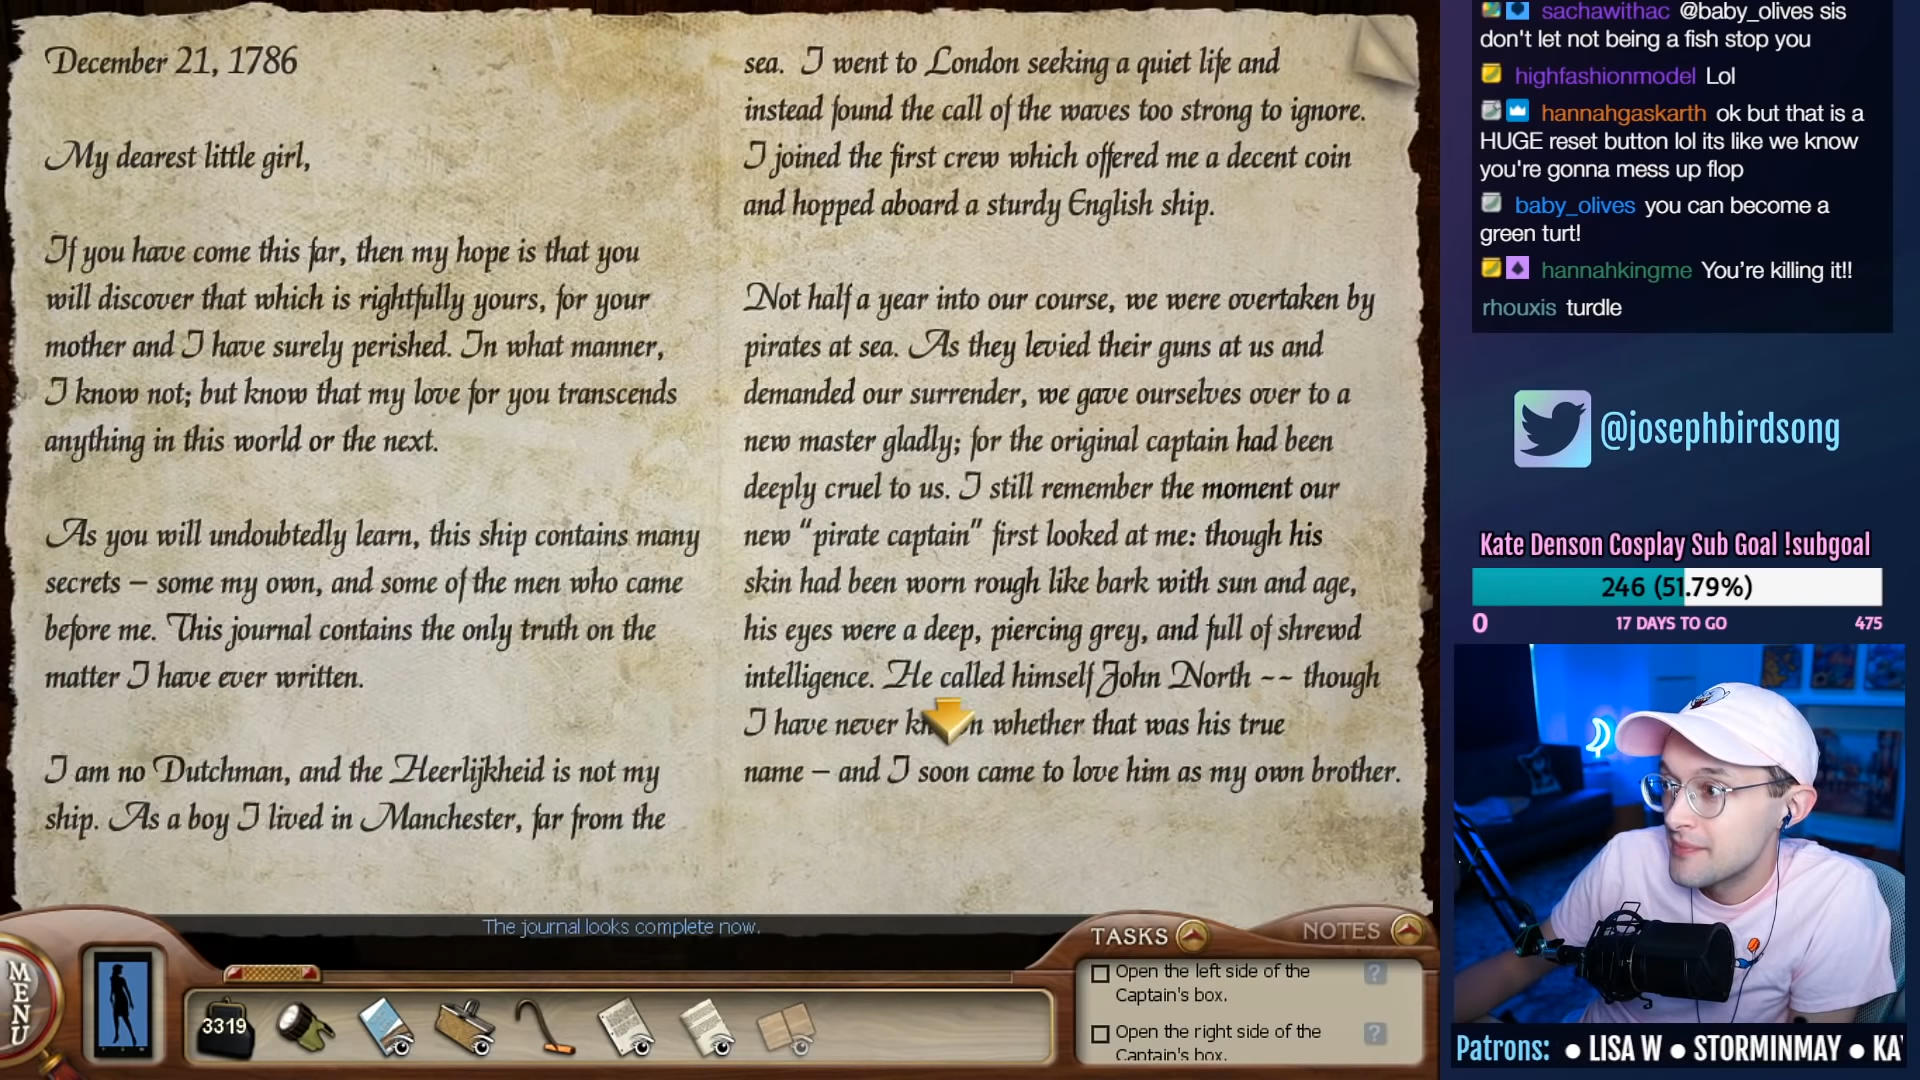 December 21, 1786
My dearest little girl,
If you have come this far, then my hope is that you
will discover that which is rightfully yours, for your
mother and I have surely perished. In what manner,
I know not; but know that my love for you transcends
anything in this world or the next.
As you will undoubtedly learn, this ship contains many
secrets – some my own, and some of the men who came
before me. This journal contains the only truth on the
matter I have ever written.
I am no Dutchman, and the Heerlijkheid is not my
ship. As a boy I lived in Manchester, far from the
sea. I went to London seeking a quiet life and
instead found the call of the waves too strong to ignore.
I joined the first crew which offered me a decent coin
and hopped aboard a sturdy English ship.
Not half a year into our course, we were overtaken by
pirates at sea. As they levied their guns at us and
demanded our surrender, we gave ourselves over to a
new master gladly; for the original captain had been
deeply cruel to us. I still remember the moment our
new "pirate captain" first looked at me: though his
skin had been worn rough like bark with sun and age,
his eyes were a deep, piercing grey, and full of shrewd
intelligence. He called himself John North -- though
I have never whether that was his true
name – and I soon came to love him as my own brother.
The journal looks complete now.
MENU
3319
TASKS
NOTES
Open the left side of the ?
Captain's box.
Open the right side of the ?
Captain's box.
sachawithac @baby_olives sis
don't let not being a fish stop you
highfashionmodel Lol
hannahgaskarth ok but that is a
HUGE reset button lol its like we know
you're gonna mess up flop
baby_olives you can become a
green turt!
hannahkingme You're killing it!!
rhouxis turdle
@josephbirdsong
Kate Denson Cosplay Sub Goal !subgoal
246 (51.79%)
0 17 DAYS TO GO 475
Patrons: ● LISA W ● STORMINMAY ● KA